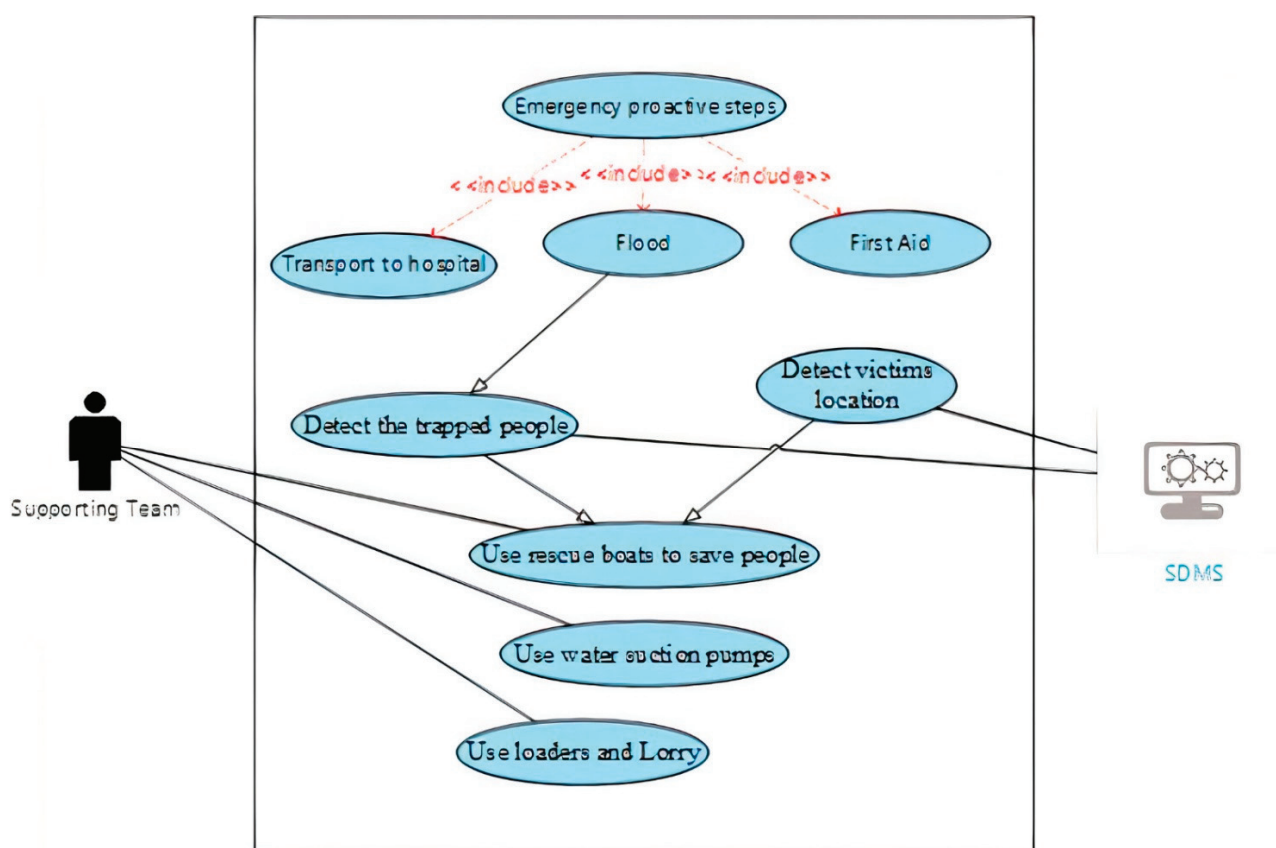 Emergency proactive steps
<<include>>
<<include>>
<<include>>
Transport to hospital
Flood
First Aid
Detect victims
location
Detect the trapped people
Supporting Team
Use rescue boats to save people
SDMS
Use water suction pumps
Use loaders and Lorry